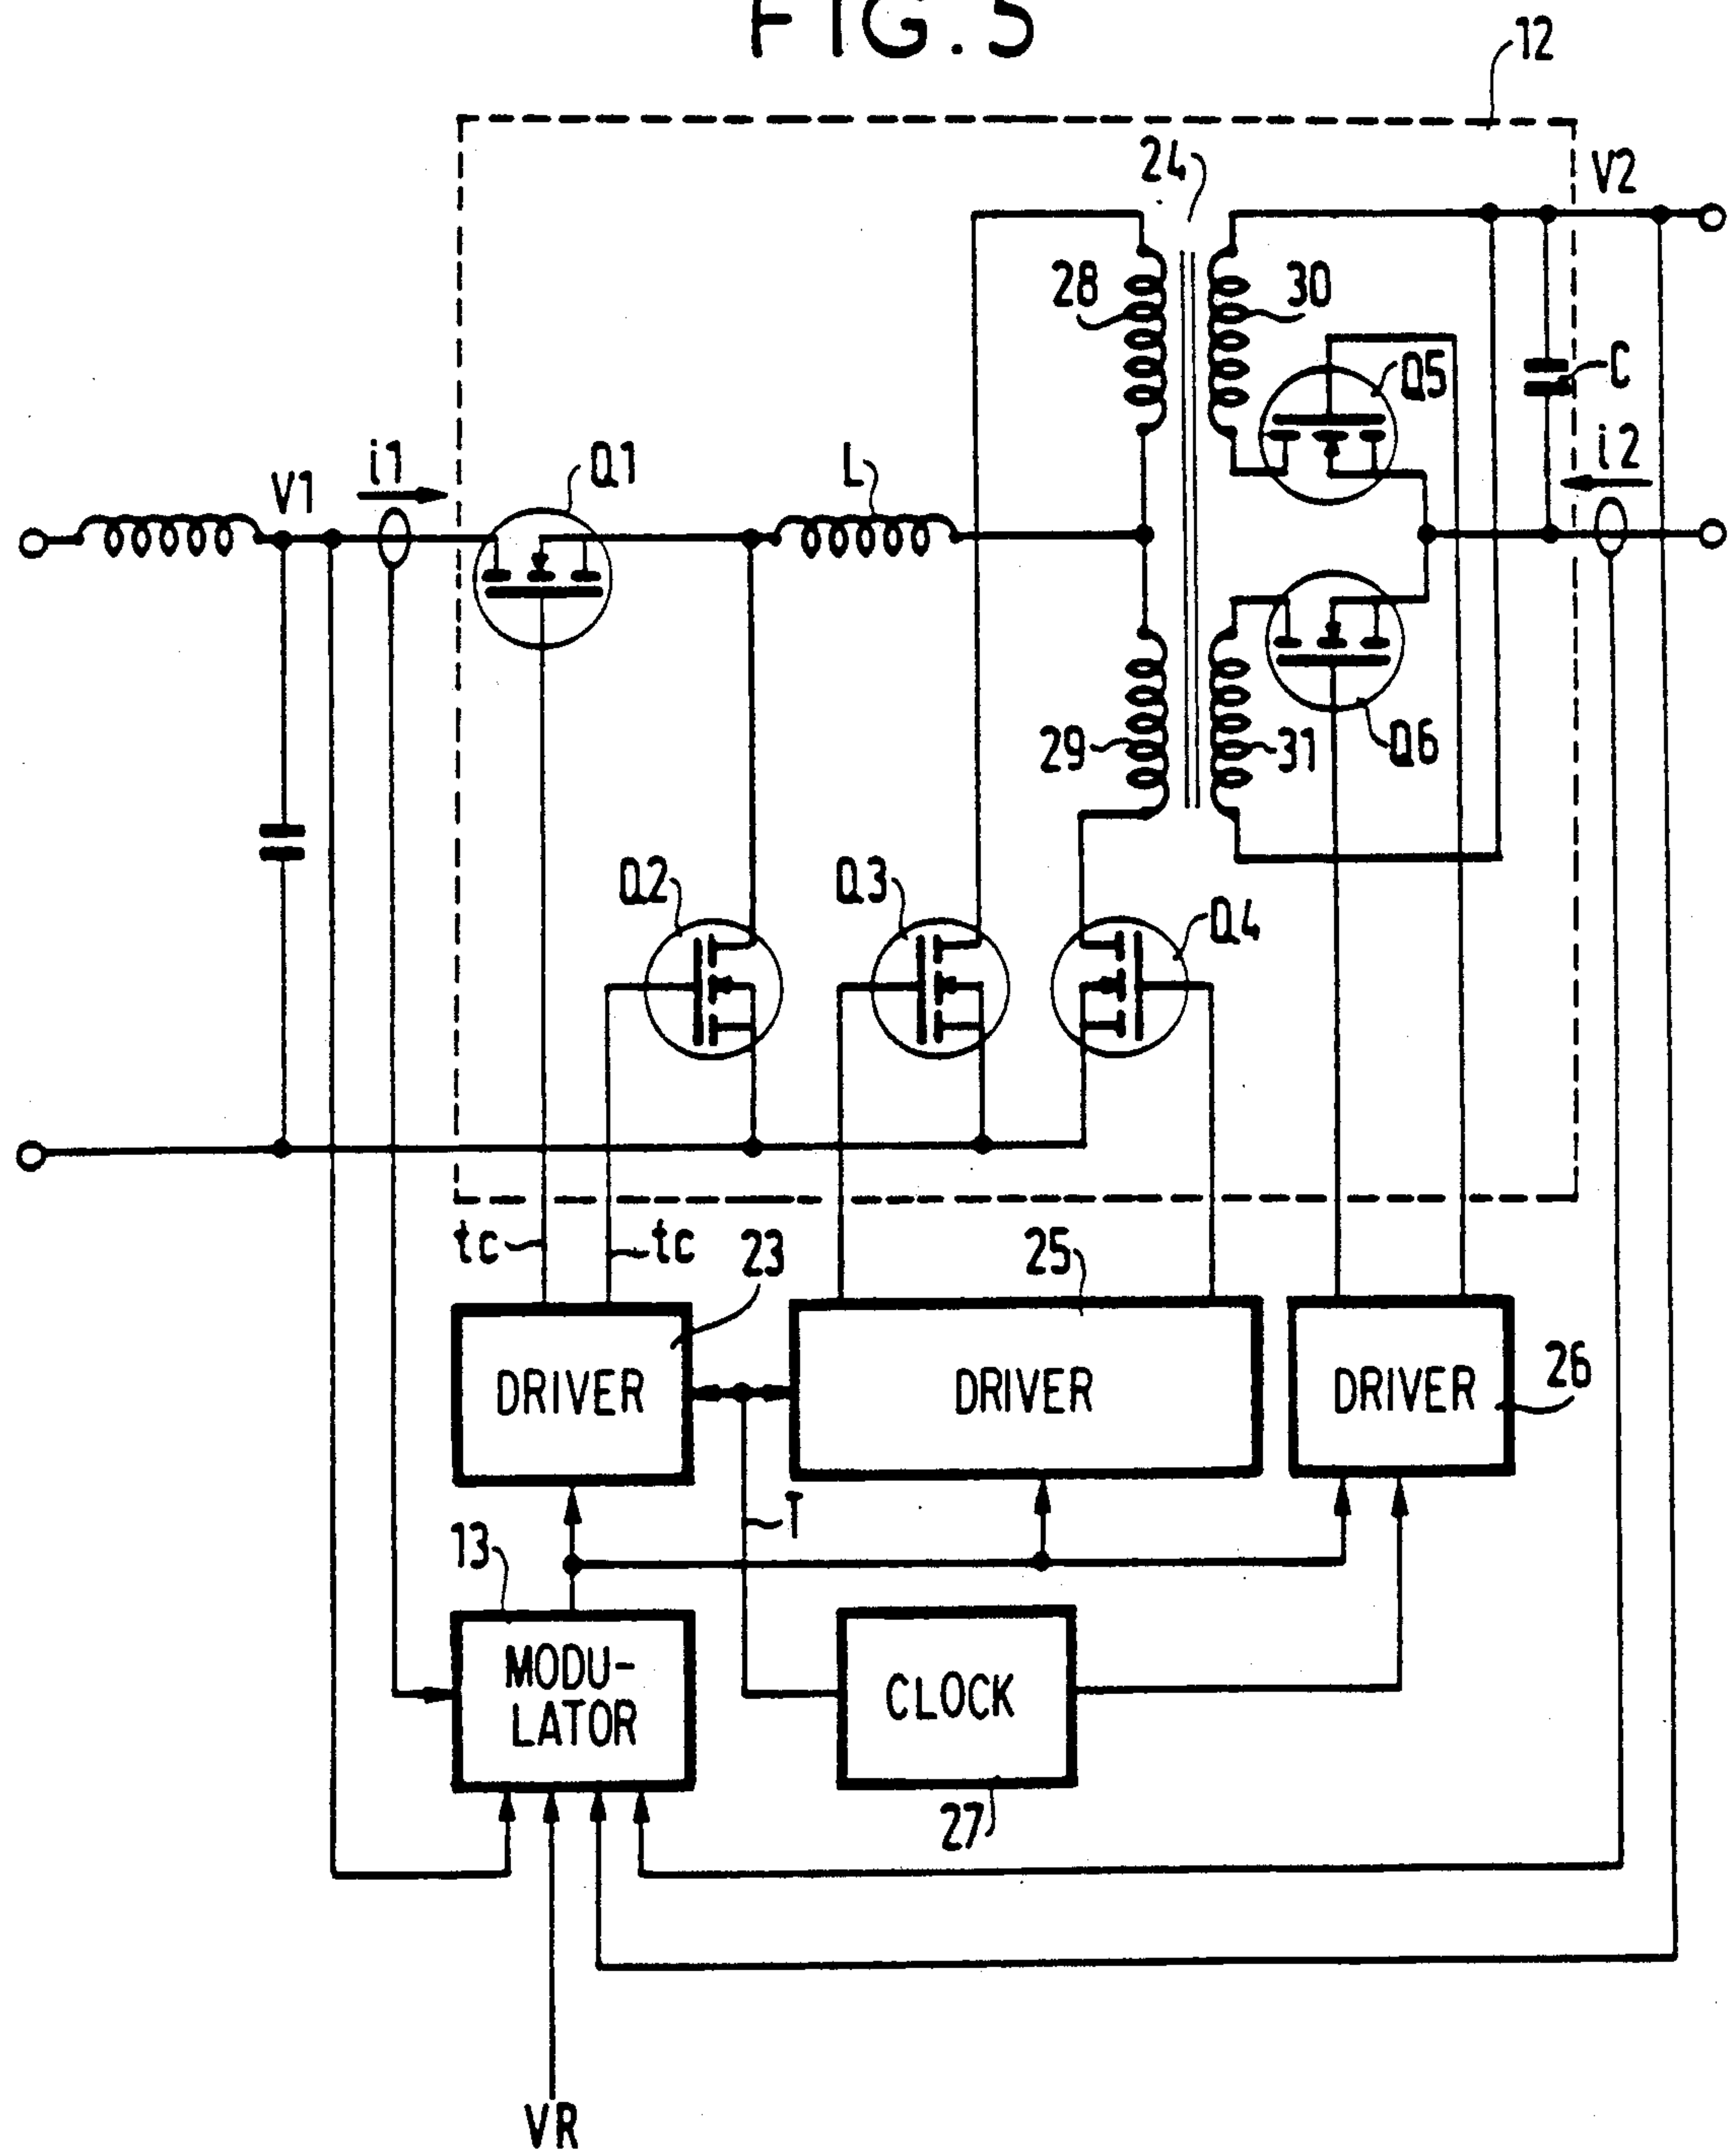 FIG. 5
12
24
V2
28
30
Q5
C
i1
Q1
L
i2
V1
29
31
Q6
Q2
Q3
Q4
tc
tc
23
25
26
DRIVER
DRIVER
DRIVER
T
13
MODU-
LATOR
CLOCK
27
VR